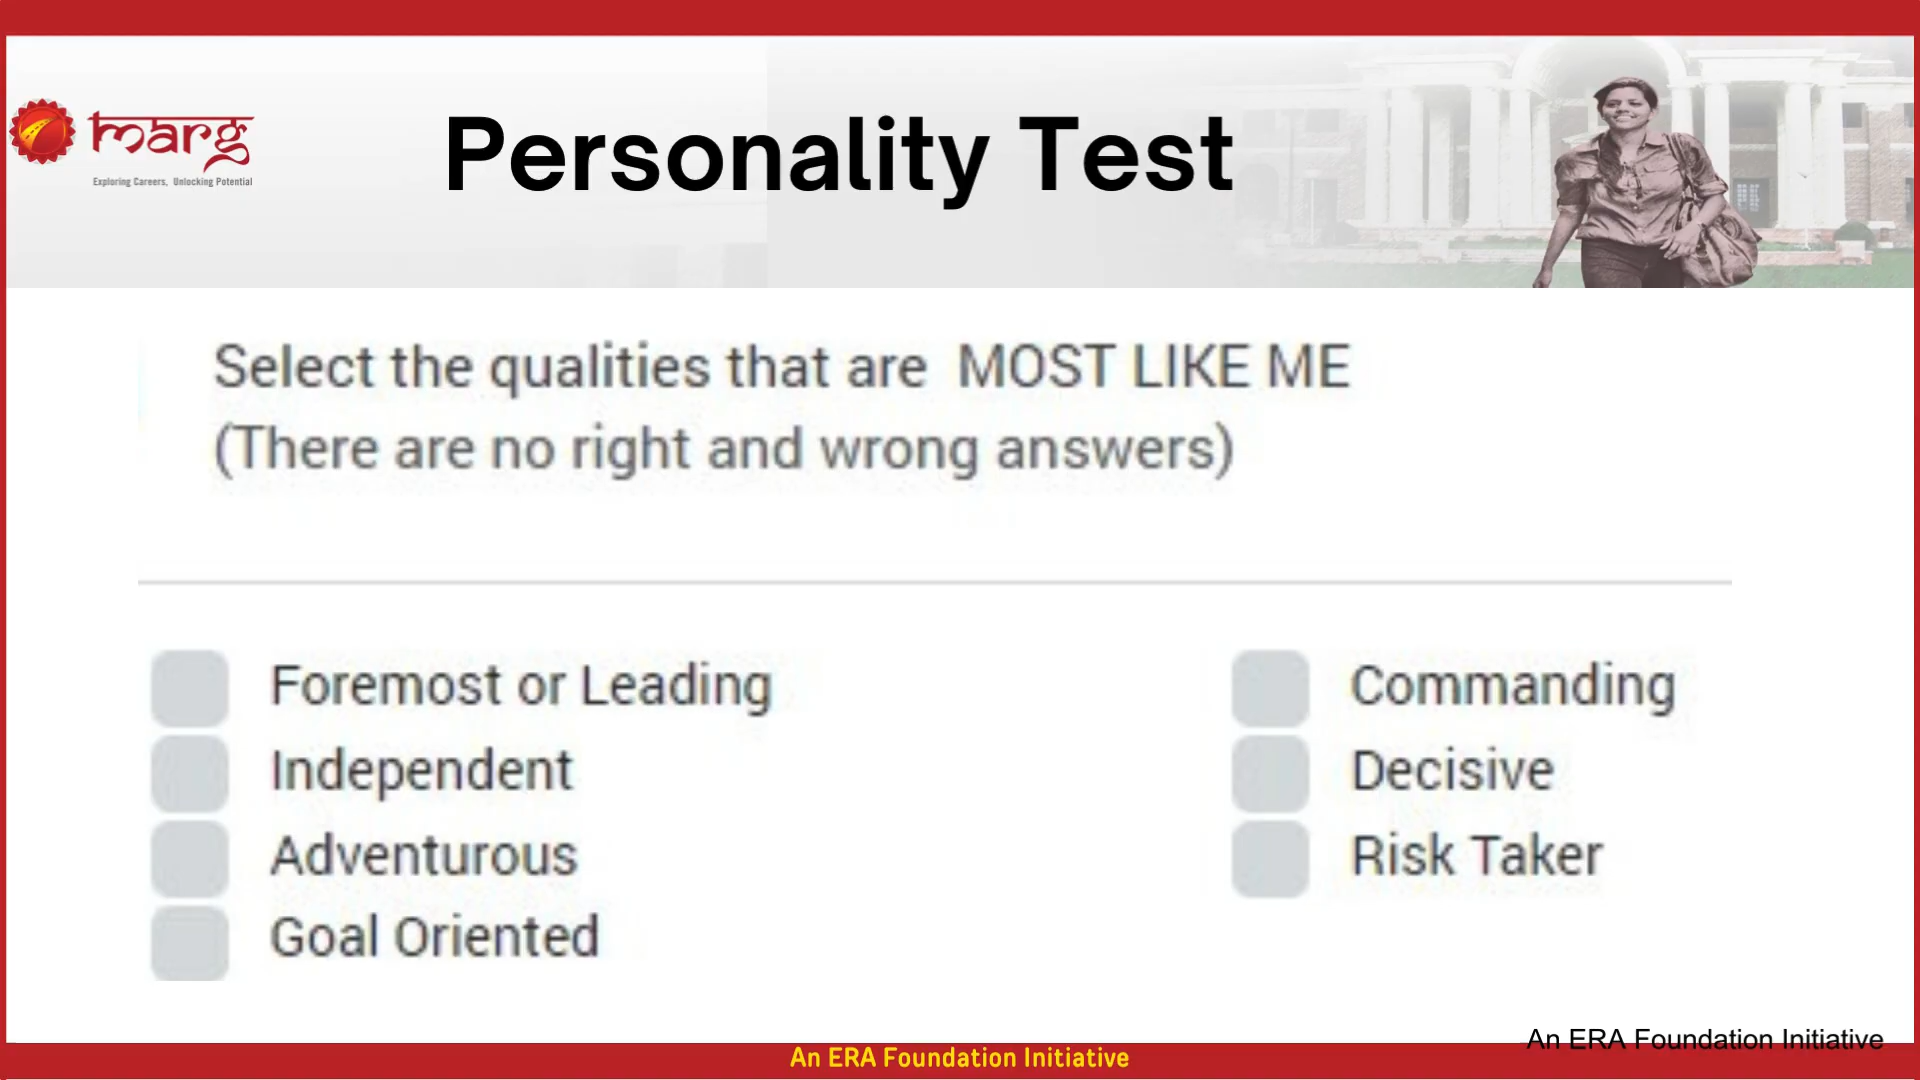 marg
Exploring Careers, Unlocking Potential
Personality Test
Select the qualities that are MOST LIKE ME
(There are no right and wrong answers)
Foremost or Leading
Commanding
Independent
Decisive
Adventurous
Risk Taker
Goal Oriented
An ERA Foundation Initiative
An ERA Foundation Initiative